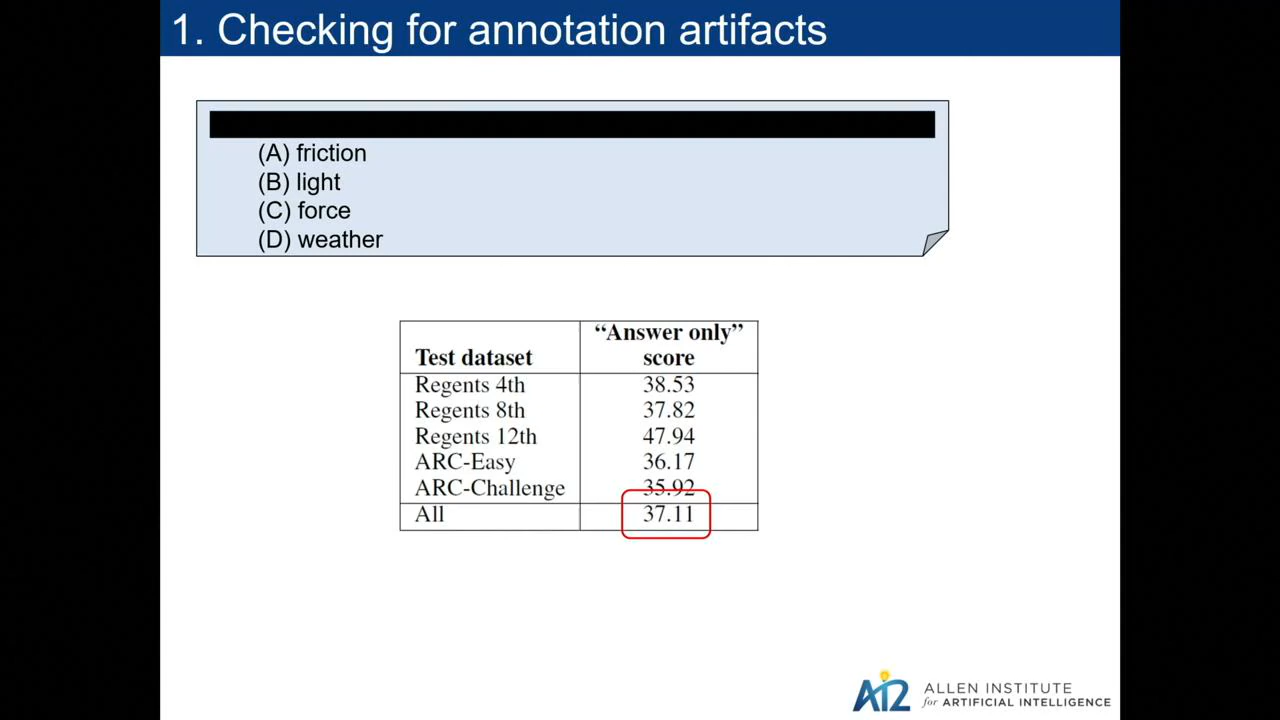 1. Checking for annotation artifacts
(A) friction
(B) light
(C) force
(D) weather
Test dataset “Answer only” score
Regents 4th 38.53
Regents 8th 37.82
Regents 12th 47.94
ARC-Easy 36.17
ARC-Challenge 35.92
All 37.11
AI2 ALLEN INSTITUTE
for ARTIFICIAL INTELLIGENCE